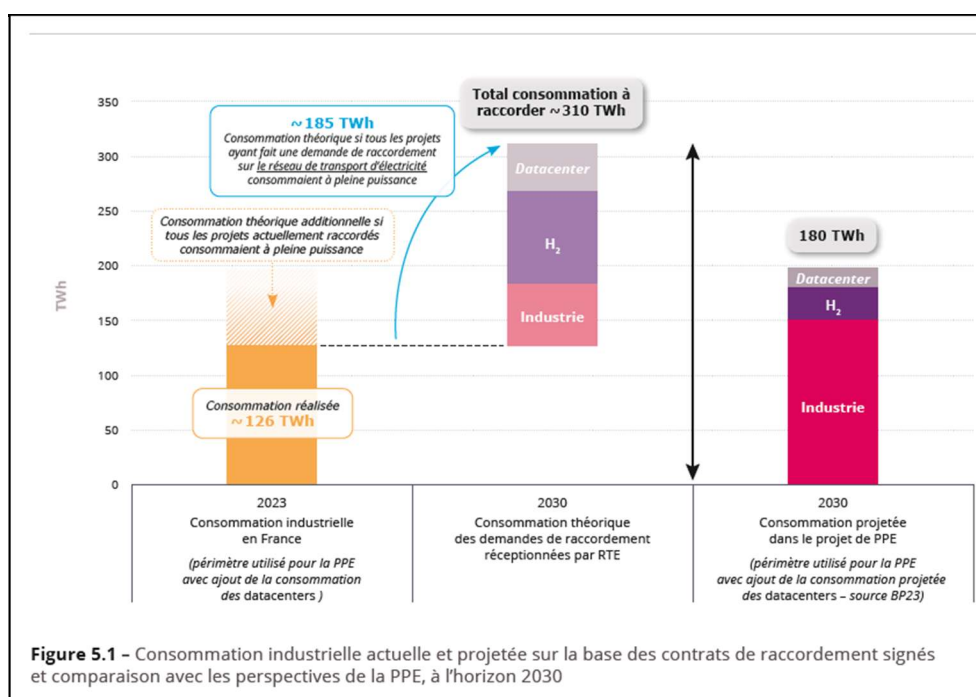 Total consommation à
raccorder ~310 TWh
~185 TWh
Consommation théorique si tous les projets
ayant fait une demande de raccordement
sur le réseau de transport d'électricité
consommaient à pleine puissance
Consommation théorique additionnelle si
tous les projets actuellement raccordés
consommaient à pleine puissance
TWh
350
300
250
200
150
100
50
0
Consommation réalisée
~126 TWh
Datacenter
H₂
Industrie
180 TWh
Datacenter
H₂
Industrie
2023
Consommation industrielle
en France
(périmètre utilisé pour la PPE
avec ajout de la consommation
des datacenters )
2030
Consommation théorique
des demandes de raccordement
réceptionnées par RTE
2030
Consommation projetée
dans le projet de PPE
(périmètre utilisé pour la PPE
avec ajout de la consommation projetée
des datacenters – source BP23)
Figure 5.1 – Consommation industrielle actuelle et projetée sur la base des contrats de raccordement signés
et comparaison avec les perspectives de la PPE, à l'horizon 2030